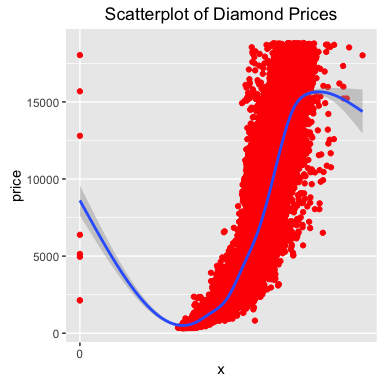 Scatterplot of Diamond Prices
price
15000
10000
5000
0
0
x